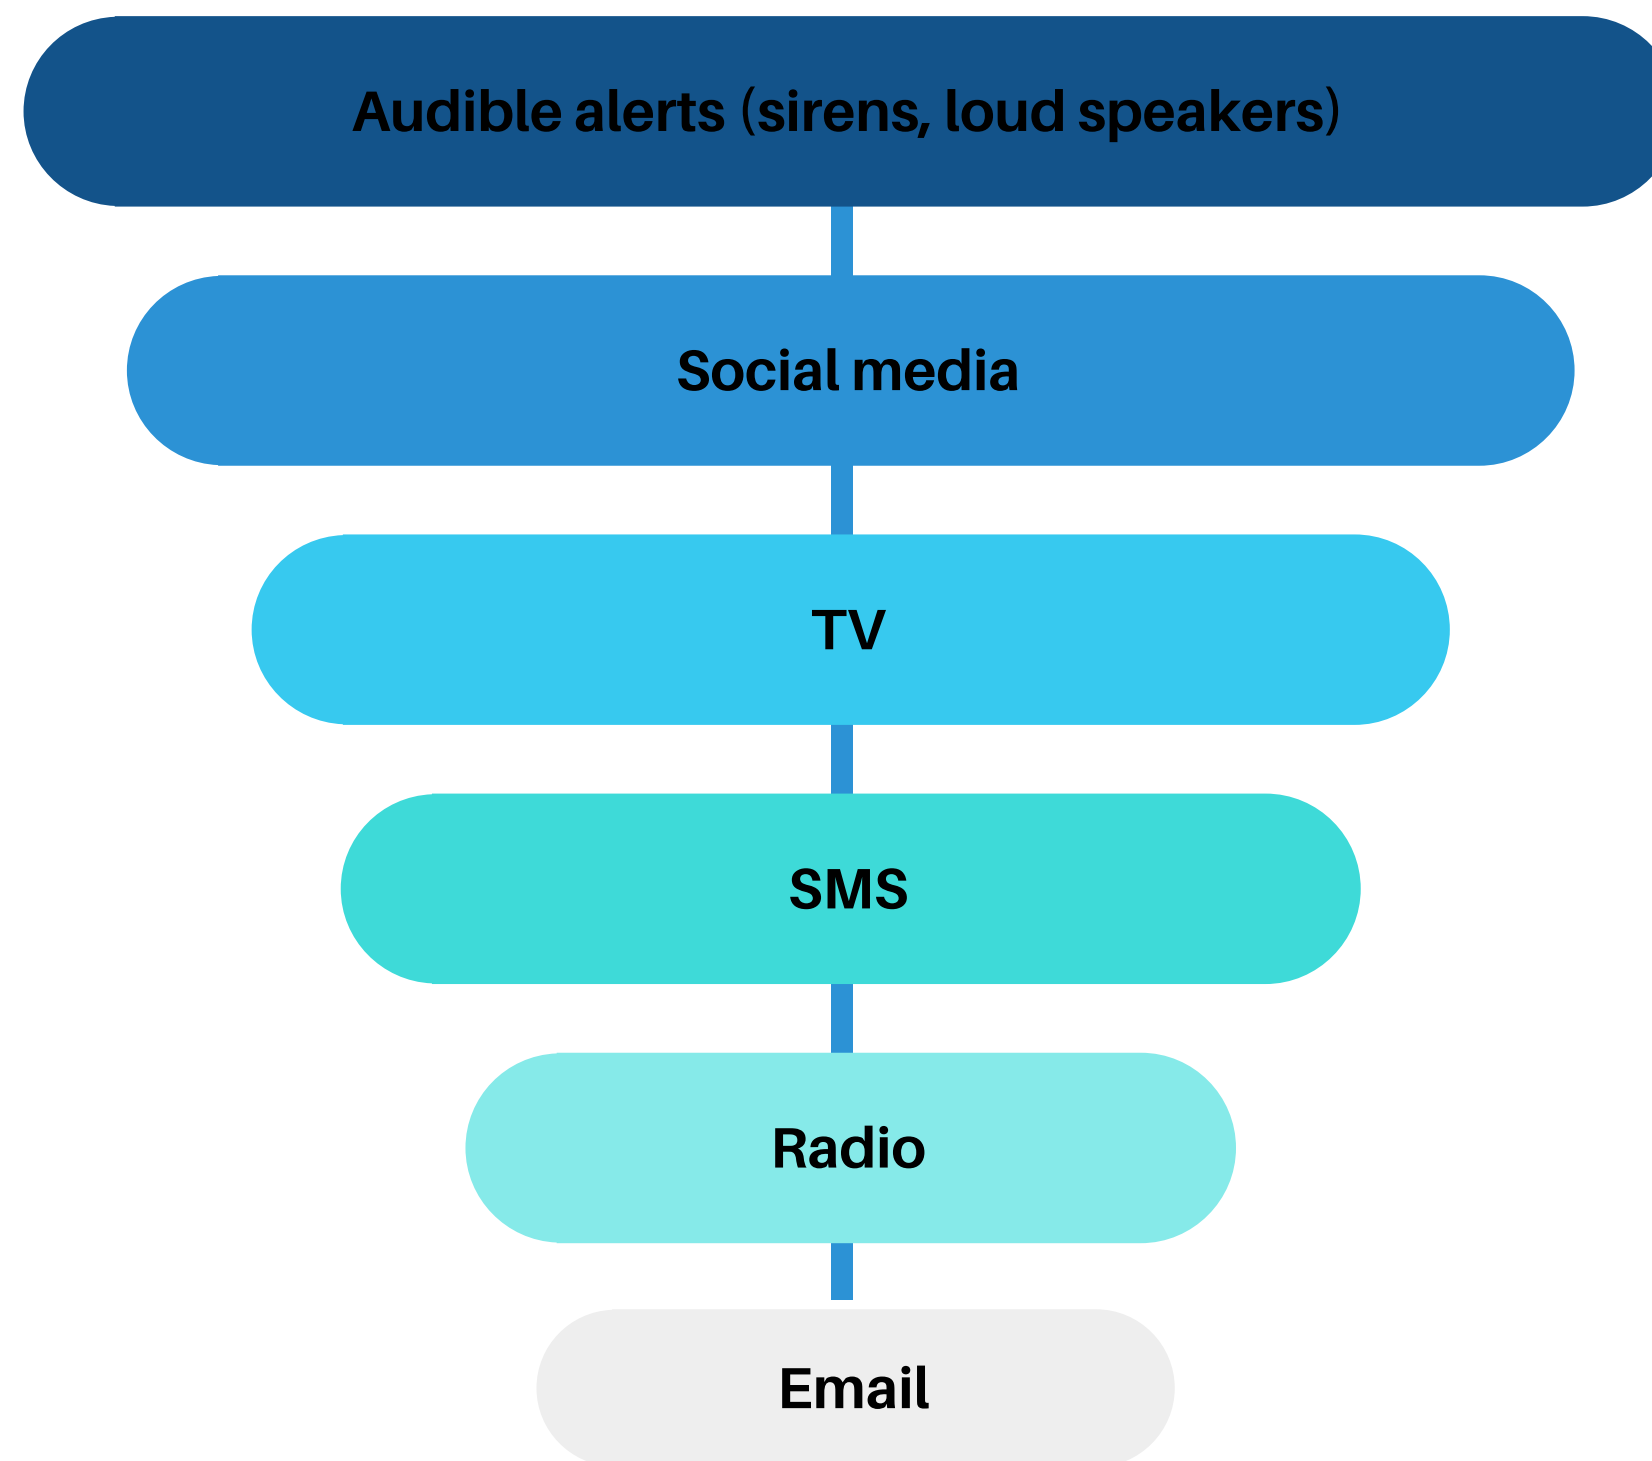 Audible alerts (sirens, loud speakers)
Social media
TV
SMS
Radio
Email